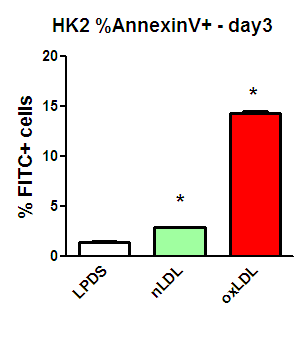 HK2 %AnnexinV+ - day3
% FITC+ cells
20
15
10
5
0
*
*
LPDS
nLDL
oxLDL